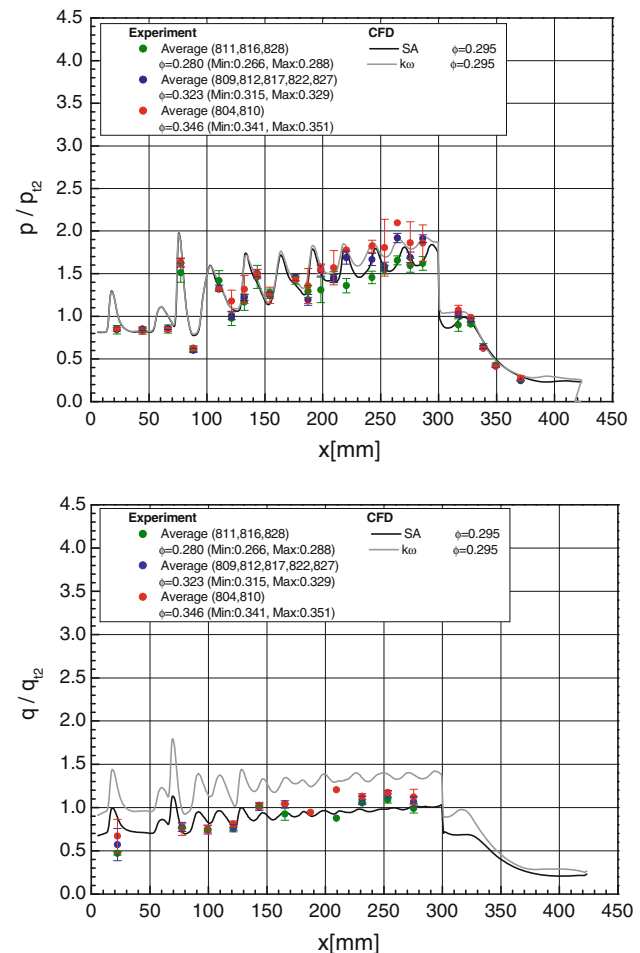 4.5
4.0
3.5
3.0
2.5
2.0
1.5
1.0
0.5
0.0
p / p_t2
Experiment
Average (811,816,828)
ϕ=0.280 (Min:0.266, Max:0.288)
Average (809,812,817,822,827)
ϕ=0.323 (Min:0.315, Max:0.329)
Average (804,810)
ϕ=0.346 (Min:0.341, Max:0.351)
CFD
SA ϕ=0.295
kω ϕ=0.295
0 50 100 150 200 250 300 350 400 450
x[mm]
4.5
4.0
3.5
3.0
2.5
2.0
1.5
1.0
0.5
0.0
q / q_t2
Experiment
Average (811,816,828)
ϕ=0.280 (Min:0.266, Max:0.288)
Average (809,812,817,822,827)
ϕ=0.323 (Min:0.315, Max:0.329)
Average (804,810)
ϕ=0.346 (Min:0.341, Max:0.351)
CFD
SA ϕ=0.295
kω ϕ=0.295
0 50 100 150 200 250 300 350 400 450
x[mm]